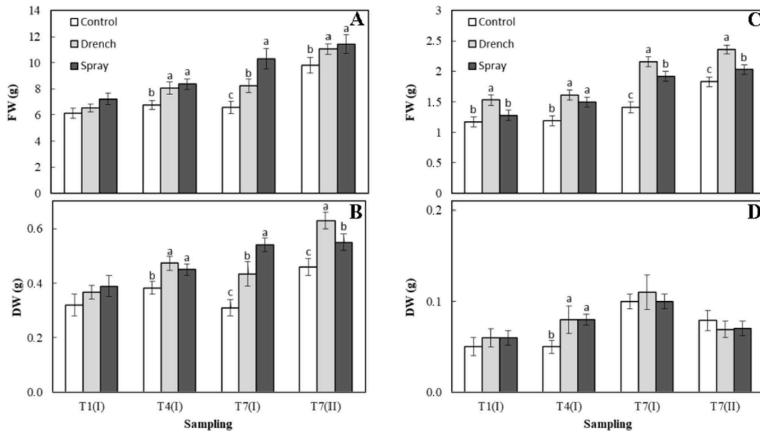 A
FW (g)
14
12
10
8
6
4
2
0
Control
Drench
Spray
b a a
c b a
b a a
B
DW (g)
0.6
0.4
0.2
0.0
b a a
c b a
c a b
T1(I) T4(I) T7(I) T7(II)
Sampling
C
FW (g)
3
2.5
2
1.5
1
0.5
0
Control
Drench
Spray
b a b
b a a
c a b
c a b
D
DW (g)
0.2
0.1
0.0
b a a
T1(I) T4(I) T7(I) T7(II)
Sampling